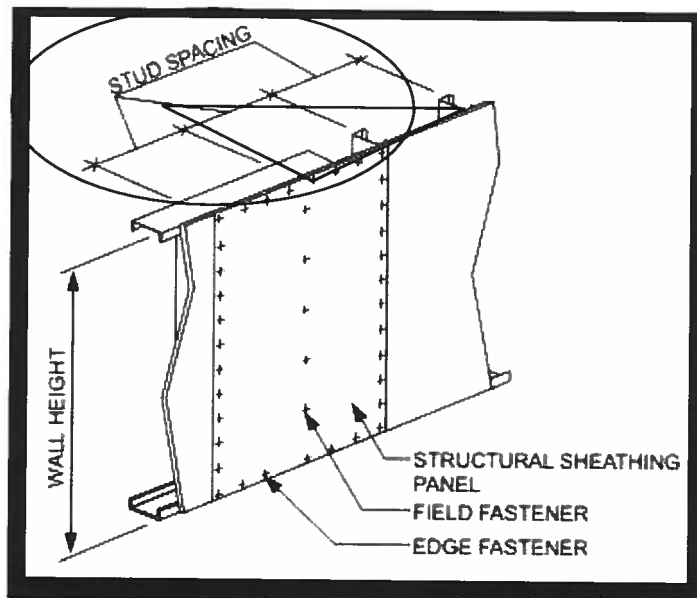 STUD SPACING
WALL HEIGHT
STRUCTURAL SHEATHING
PANEL
FIELD FASTENER
EDGE FASTENER